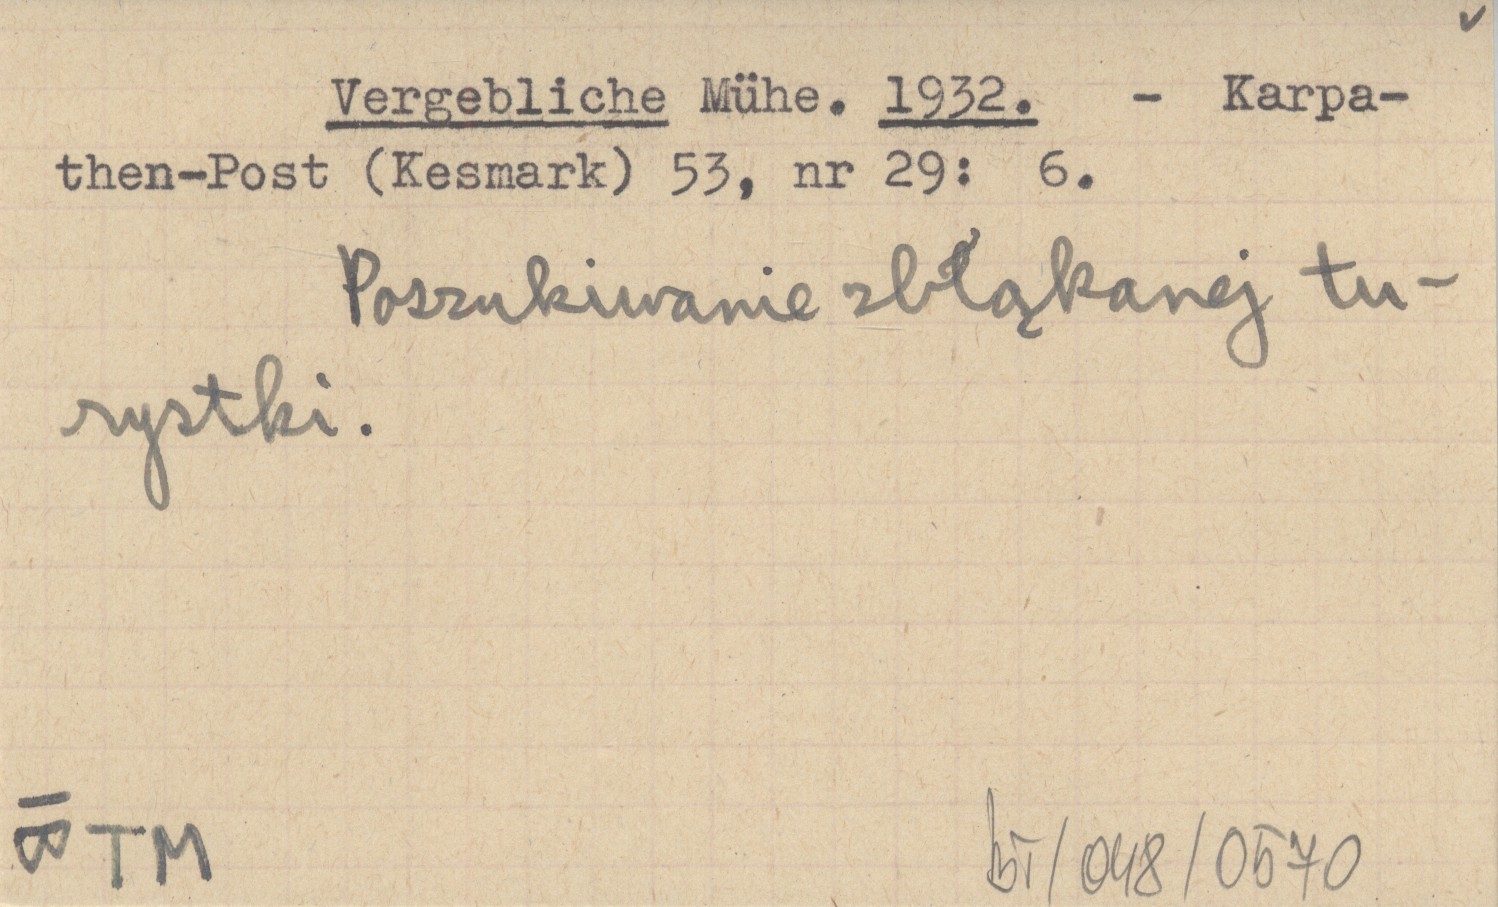 Vergebliche Mühe. 1932. - Karpa-
then-Post (Kesmark) 53, nr 29: 6.
Poszukiwanie zbłąkanej tu-
rystki.
B TM
bT/048/0570